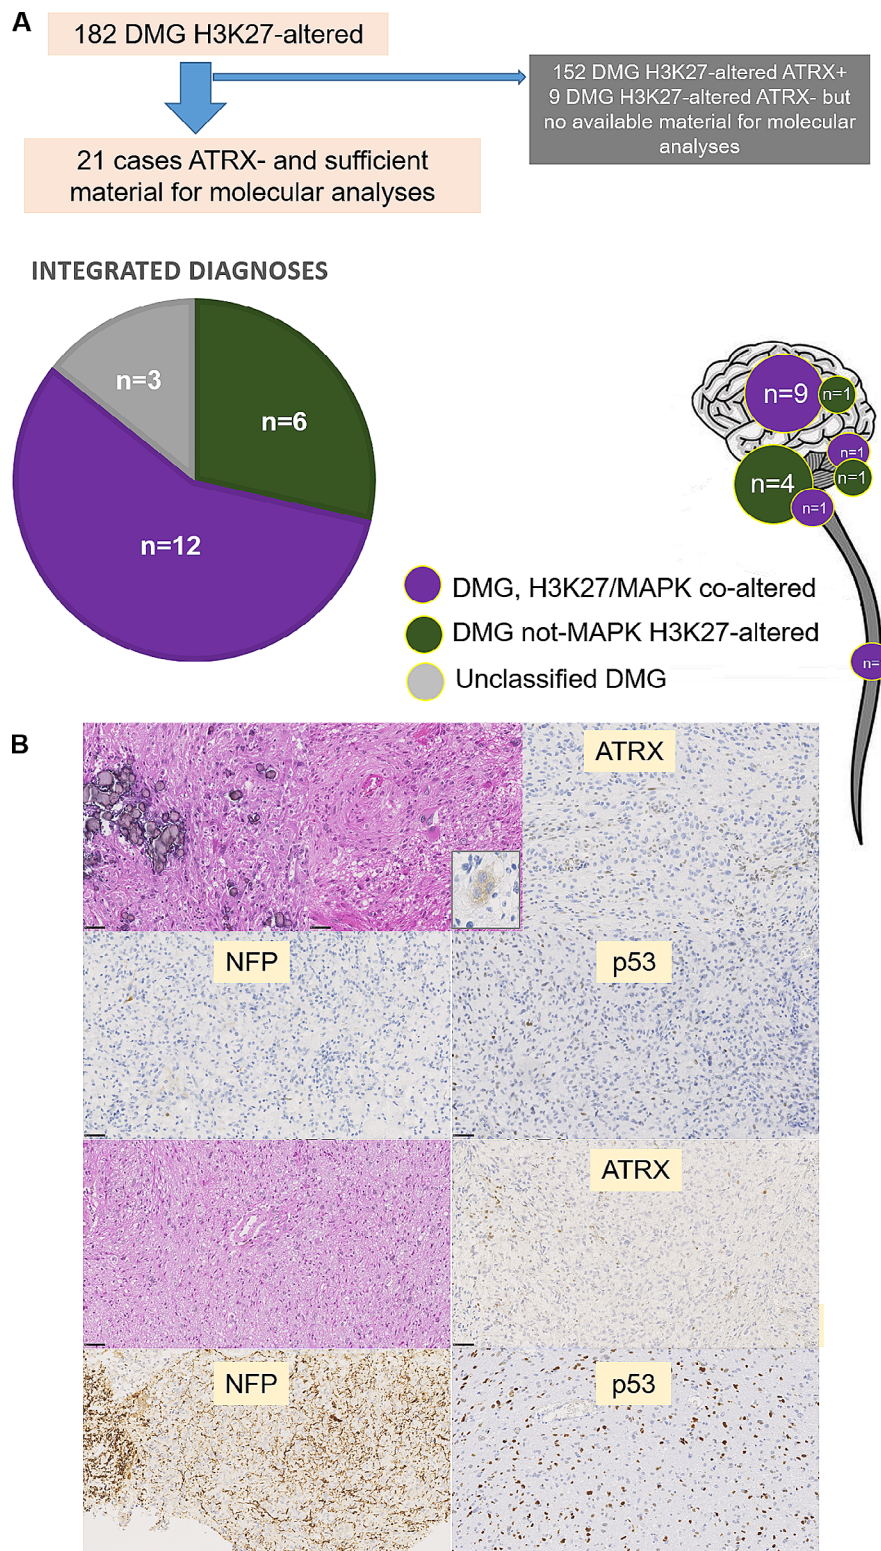 A
182 DMG H3K27-altered
152 DMG H3K27-altered ATRX+
9 DMG H3K27-altered ATRX- but
no available material for molecular
analyses
21 cases ATRX- and sufficient
material for molecular analyses
INTEGRATED DIAGNOSES
n=3
n=6
n=12
n=9
n=1
n=1
n=4
n=1
n=1
DMG, H3K27/MAPK co-altered
DMG not-MAPK H3K27-altered
n=
Unclassified DMG
B
ATRX
NFP
p53
ATRX
NFP
p53